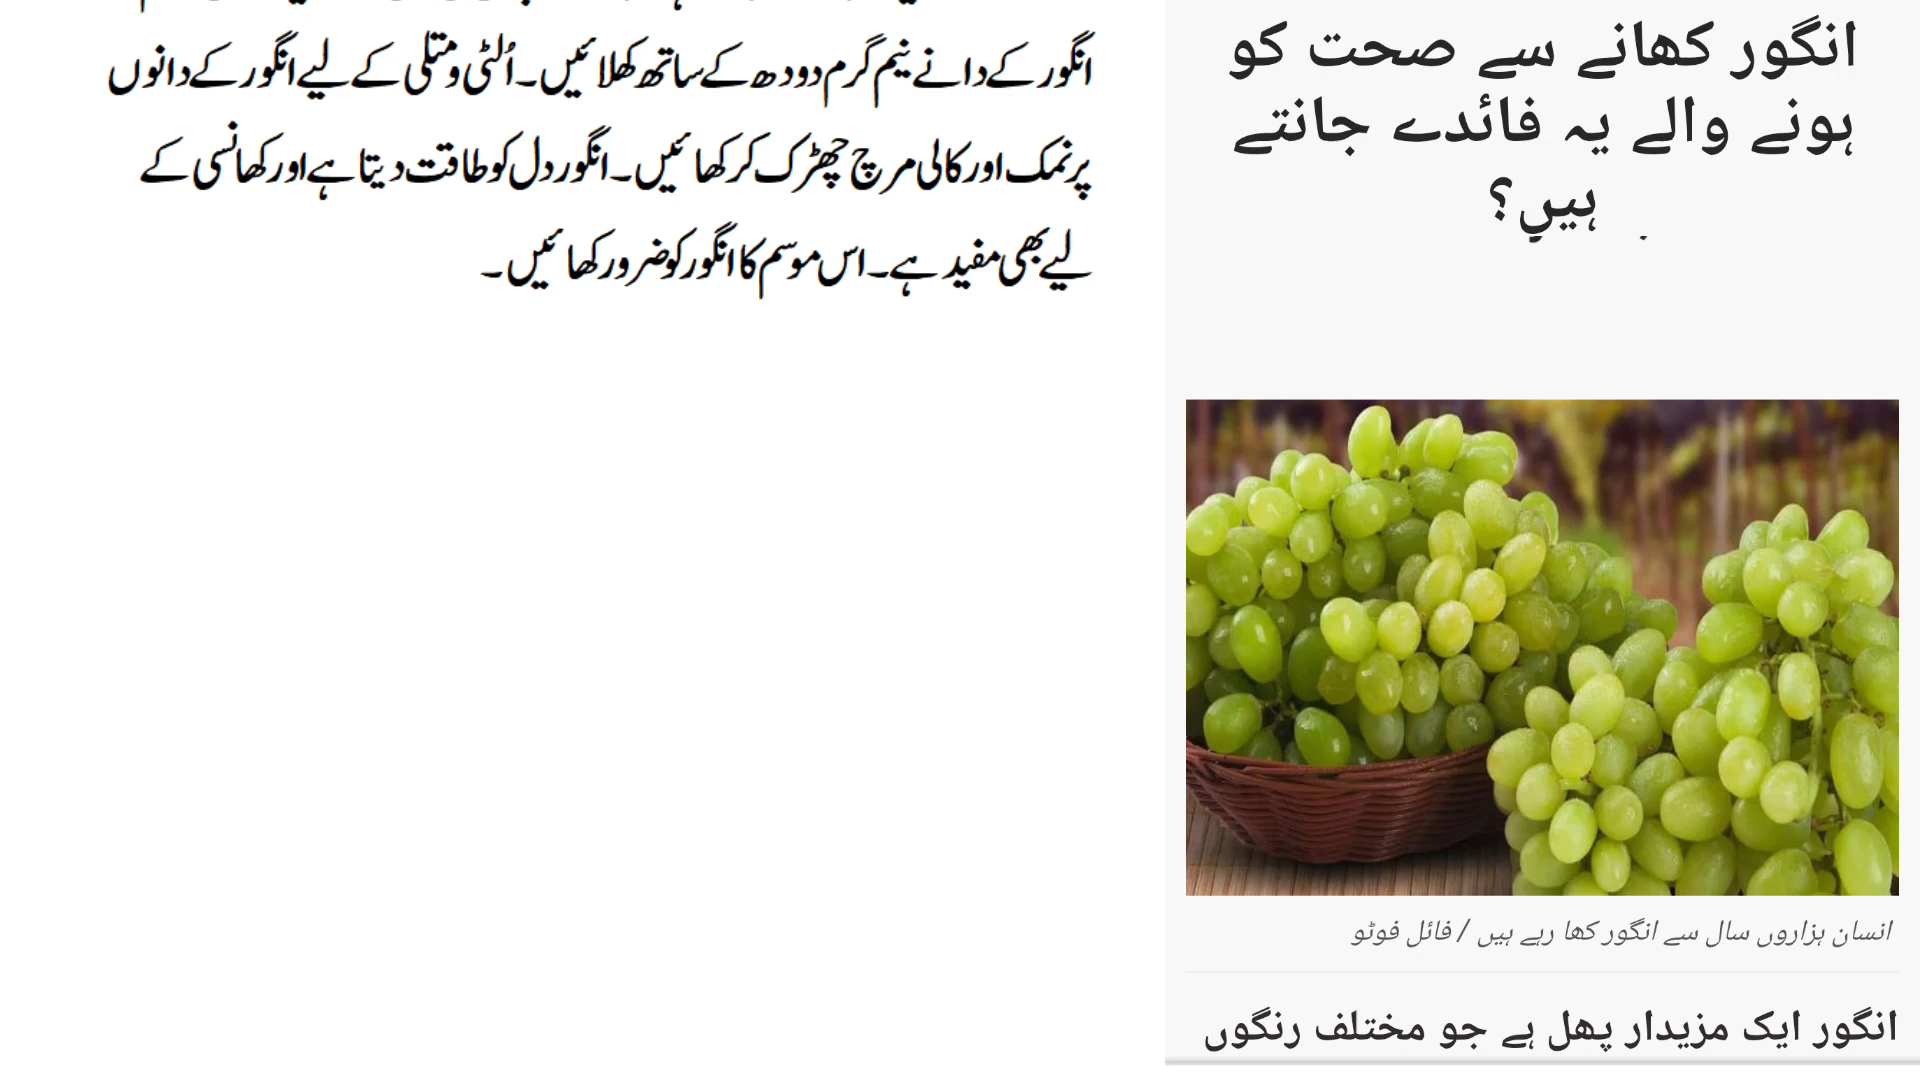 انگور کے دانے نیم گرم دودھ کے ساتھ کھلائیں۔ اُلٹی و متلی کے لیے انگور کے دانوں
پر نمک اور کالی مرچ چھڑک کر کھائیں۔ انگور دل کو طاقت دیتا ہے اور کھانسی کے
لیے بھی مفید ہے۔ اس موسم کا انگور کو ضرور کھائیں۔
انگور کھانے سے صحت کو
ہونے والے یہ فائدے جانتے
ہیں؟
انسان ہزاروں سال سے انگور کھا رہے ہیں / فائل فوٹو
انگور ایک مزیدار پھل ہے جو مختلف رنگوں